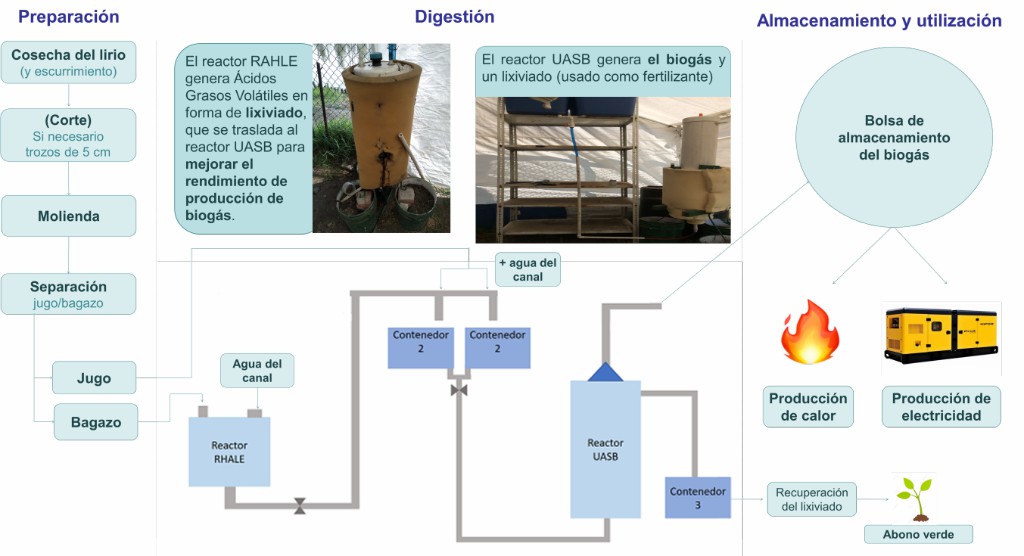 Preparación
Digestión
Almacenamiento y utilización
Cosecha del lirio
(y escurrimiento)
(Corte)
Si necesario
trozos de 5 cm
Molienda
Separación
jugo/bagazo
Jugo
Bagazo
El reactor RAHLE
genera Ácidos
Grasos Volátiles en
forma de lixiviado,
que se traslada al
reactor UASB para
mejorar el
rendimiento de
producción de
biogás.
El reactor UASB genera el biogás y
un lixiviado (usado como fertilizante)
+ agua del
canal
Contenedor
2
Contenedor
2
Agua del
canal
Reactor
RHALE
Reactor
UASB
Contenedor
3
Bolsa de
almacenamiento
del biogás
Producción
de calor
Producción de
electricidad
Recuperación
del lixiviado
Abono verde